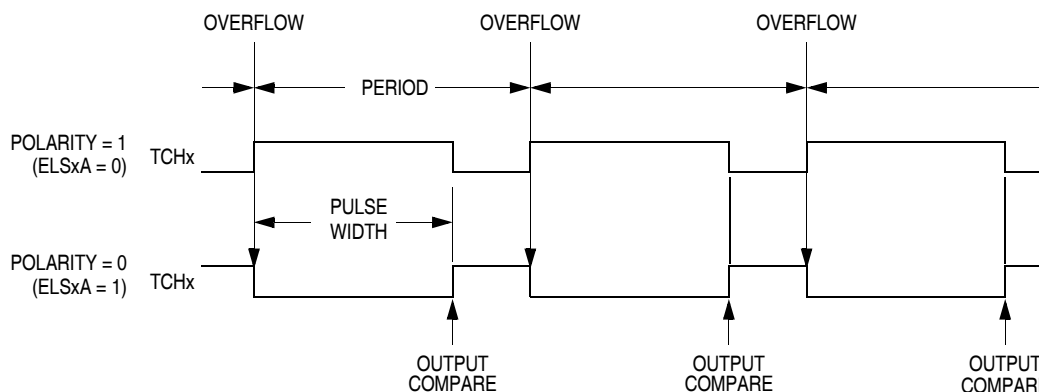 OVERFLOW
OVERFLOW
OVERFLOW
PERIOD
POLARITY = 1
(ELSxA = 0)
TCHx
PULSE
WIDTH
POLARITY = 0
(ELSxA = 1)
TCHx
OUTPUT
COMPARE
OUTPUT
COMPARE
OUTPUT
COMPARE